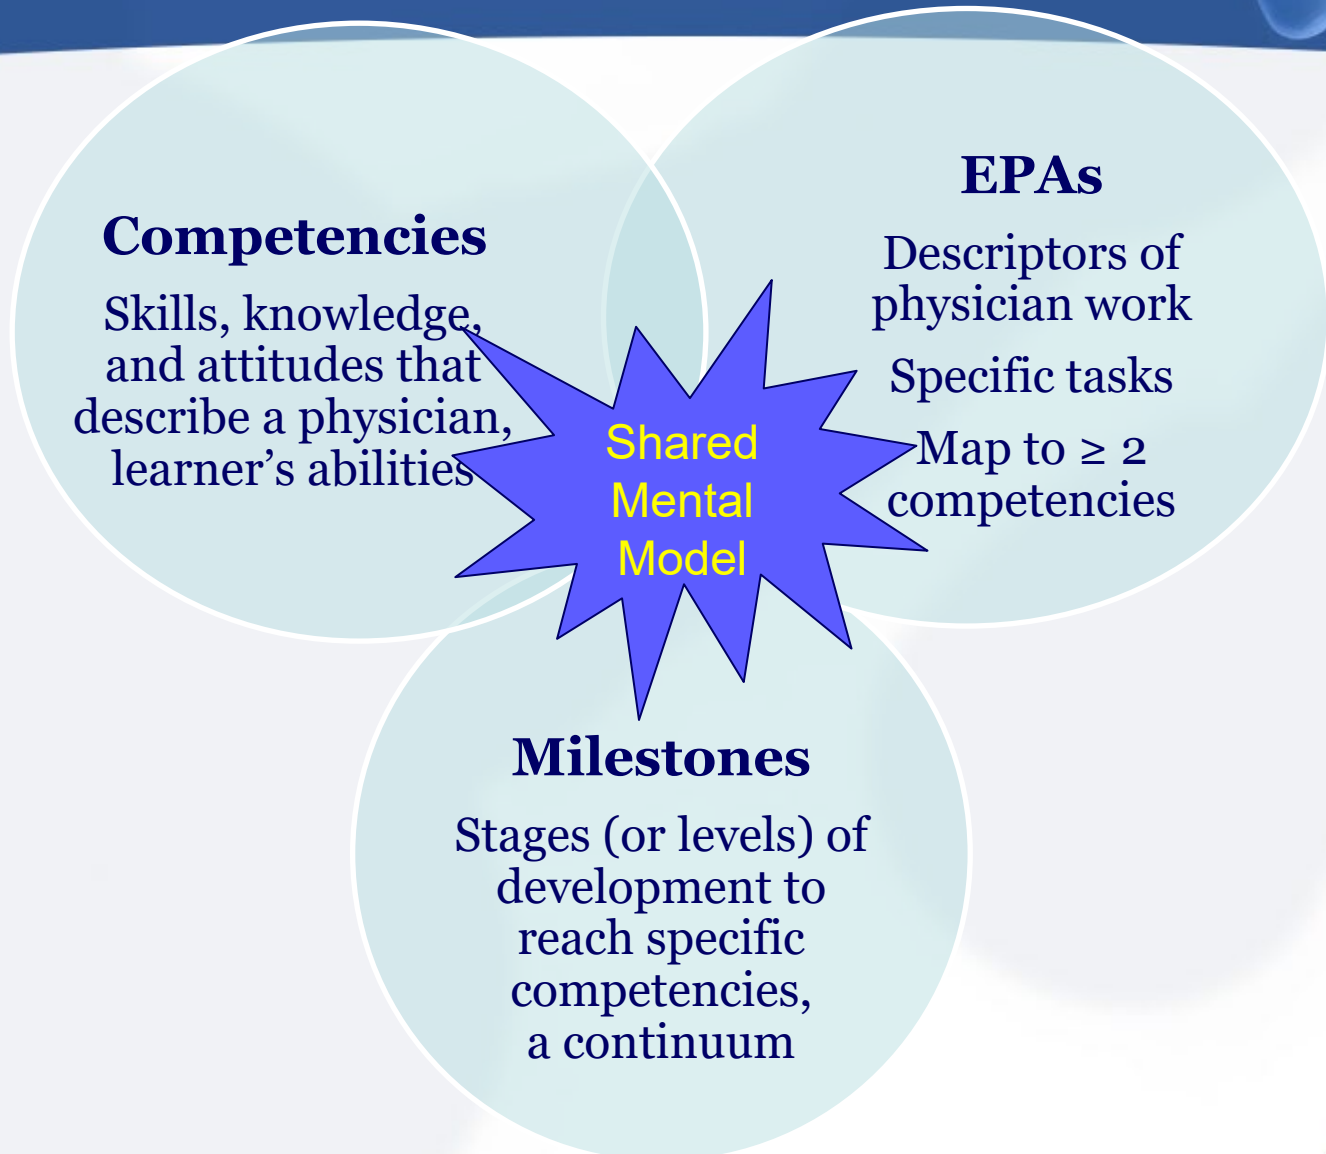 Competencies
Skills, knowledge,
and attitudes that
describe a physician,
learner’s abilities
EPAs
Descriptors of
physician work
Specific tasks
Map to ≥ 2
competencies
Shared
Mental
Model
Milestones
Stages (or levels) of
development to
reach specific
competencies,
a continuum